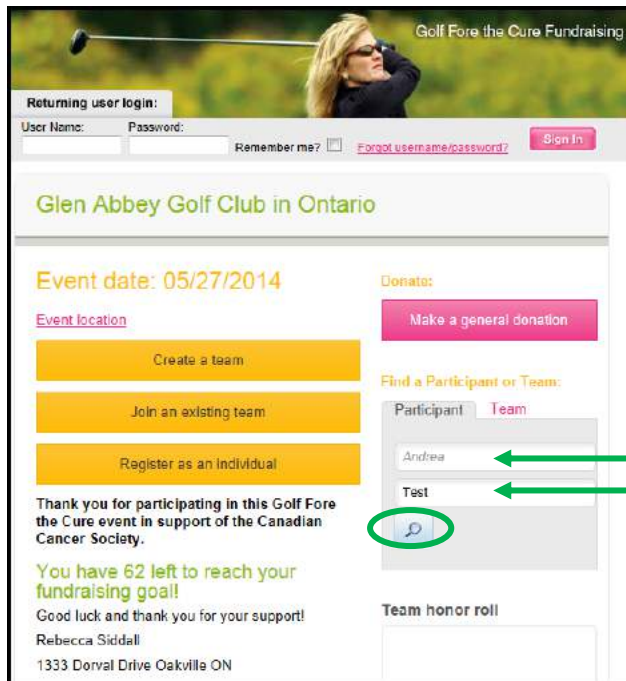 Golf Fore the Cure Fundraising
Returning user login:
User Name: Password:
Remember me? Forgot username/password? Sign In
Glen Abbey Golf Club in Ontario
Event date: 05/27/2014
Event location
Create a team
Join an existing team
Register as an individual
Thank you for participating in this Golf Fore
the Cure event in support of the Canadian
Cancer Society.
You have 62 left to reach your
fundraising goal!
Good luck and thank you for your support!
Rebecca Siddall
1333 Dorval Drive Oakville ON
Donate:
Make a general donation
Find a Participant or Team:
Participant Team
Andrea
Test
Team honor roll